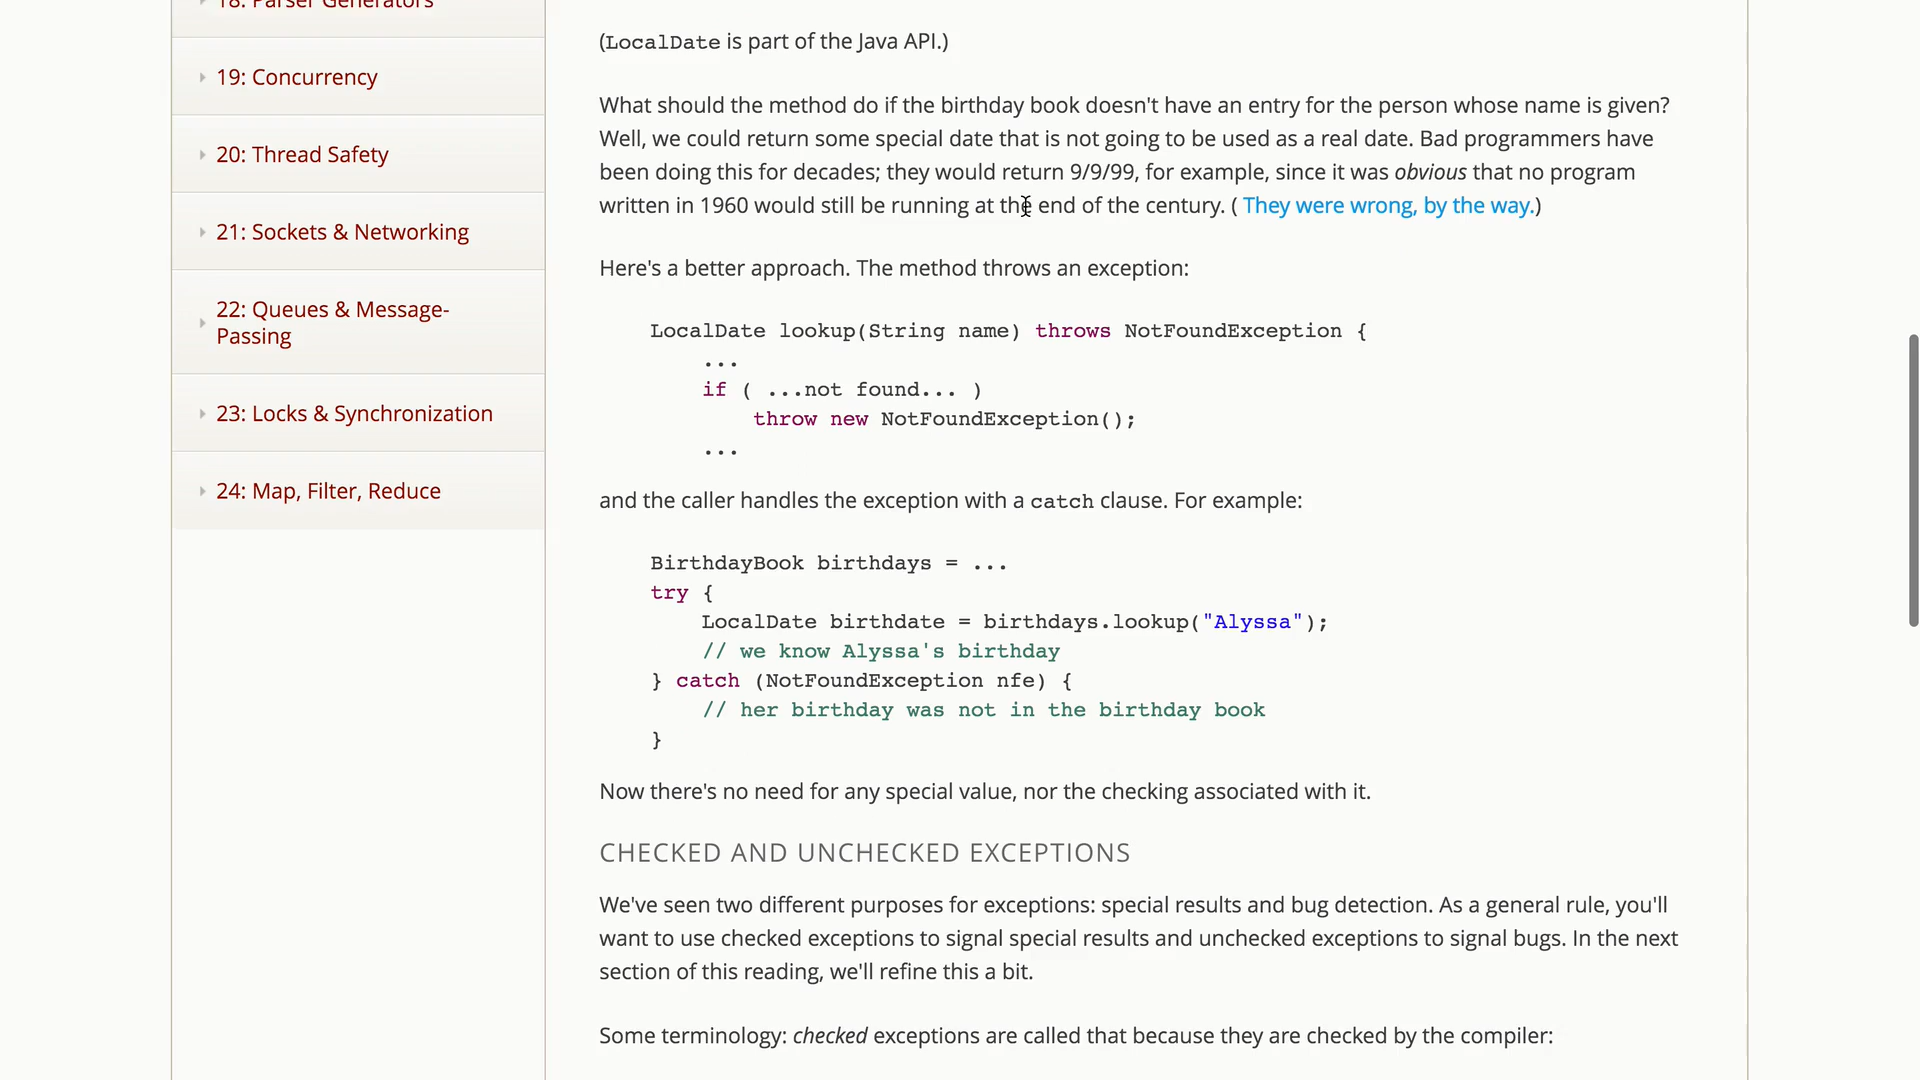 18: Parser Generators
19: Concurrency
20: Thread Safety
21: Sockets & Networking
22: Queues & Message-
Passing
23: Locks & Synchronization
24: Map, Filter, Reduce
(LocalDate is part of the Java API.)
What should the method do if the birthday book doesn't have an entry for the person whose name is given?
Well, we could return some special date that is not going to be used as a real date. Bad programmers have
been doing this for decades; they would return 9/9/99, for example, since it was obvious that no program
written in 1960 would still be running at the end of the century. ( They were wrong, by the way.)
Here's a better approach. The method throws an exception:
LocalDate lookup(String name) throws NotFoundException {
...
if ( ...not found... )
throw new NotFoundException();
...
and the caller handles the exception with a catch clause. For example:
BirthdayBook birthdays = ...
try {
LocalDate birthdate = birthdays.lookup("Alyssa");
// we know Alyssa's birthday
} catch (NotFoundException nfe) {
// her birthday was not in the birthday book
}
Now there's no need for any special value, nor the checking associated with it.
CHECKED AND UNCHECKED EXCEPTIONS
We've seen two different purposes for exceptions: special results and bug detection. As a general rule, you'll
want to use checked exceptions to signal special results and unchecked exceptions to signal bugs. In the next
section of this reading, we'll refine this a bit.
Some terminology: checked exceptions are called that because they are checked by the compiler: